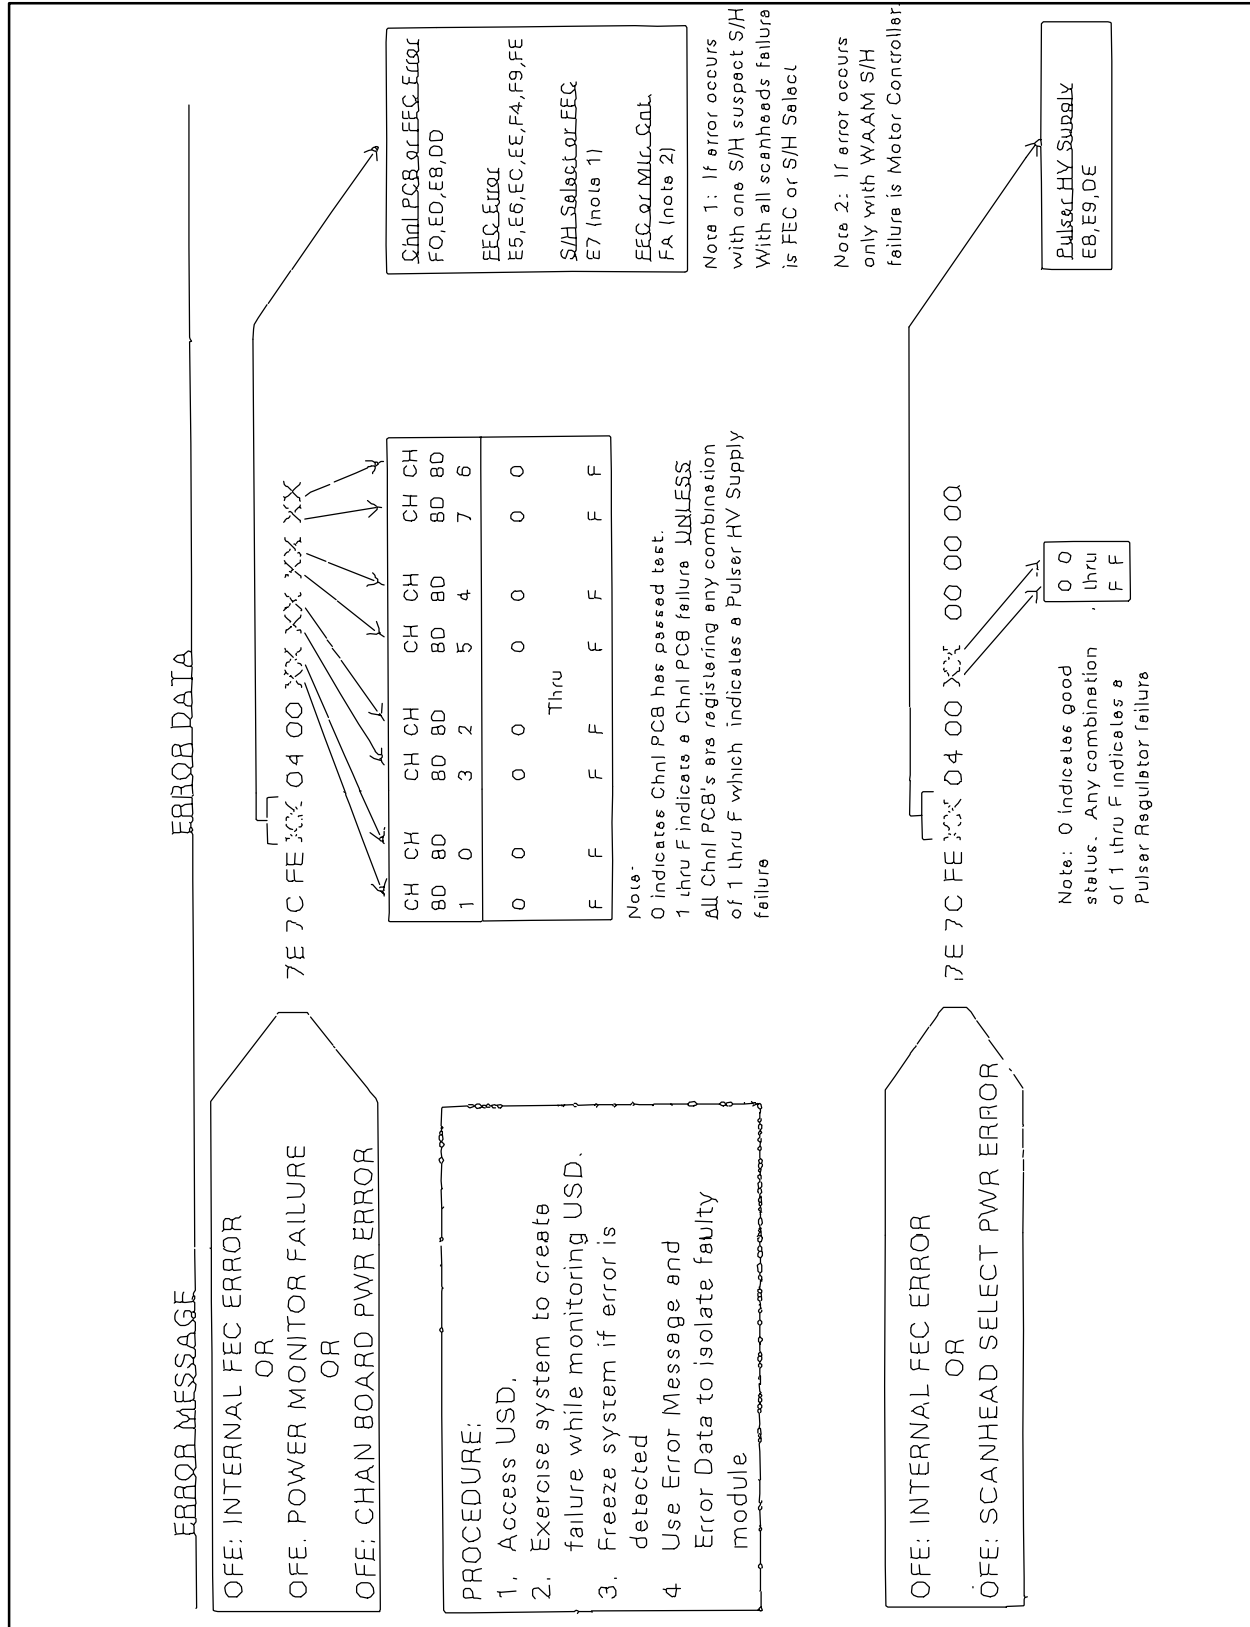 ERROR MESSAGE
ERROR DATA
OFE: INTERNAL FEC ERROR
OR
OFE: POWER MONITOR FAILURE
OR
OFE: CHAN BOARD PWR ERROR
7E 7C FE XX 04 00 XX XX XX XX
CH CH CH CH CH CH CH CH
BD BD BD BD BD BD BD BD
1 0 3 2 5 4 7 6
0 0 0 0 0 0 0 0
Thru
F F F F F F F F
Note:
0 indicates Chnl PCB has passed test.
1 thru F indicate a Chnl PCB failure UNLESS
All Chnl PCB's are registering any combination
of 1 thru F which indicates a Pulser HV Supply
failure
Chnl PCB or FEC Error
F0,ED,EB,DD
FEC Error
E5,E6,EC,EE,F4,F9,FE
S/H Select or FEC
E7 (note 1)
FEC or Mtr. Cnt.
FA (note 2)
Note 1: If error occurs
with one S/H suspect S/H
With all scanheads failure
is FEC or S/H Select
Note 2: If error occurs
only with WAAM S/H
failure is Motor Controller.
PROCEDURE:
1. Access USD.
2. Exercise system to create
failure while monitoring USD.
3. Freeze system if error is
detected
4 Use Error Message and
Error Data to isolate faulty
module
OFE: INTERNAL FEC ERROR
OR
OFE: SCANHEAD SELECT PWR ERROR
7E 7C FE XX 04 00 XX 00 00 00
0 0
thru
F F
Note: 0 indicates good
status. Any combination
of 1 thru F indicates a
Pulser Regulator failure
Pulser HV Supply
E8,E9,DE